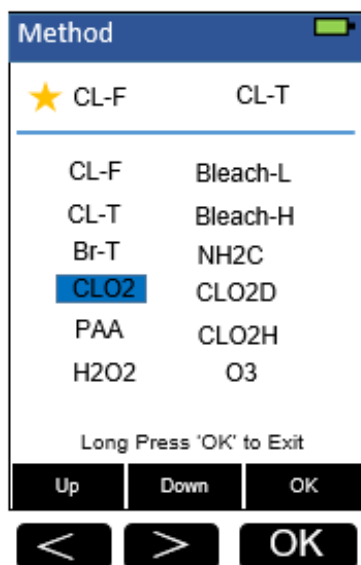 Method
CL-F CL-T
CL-F Bleach-L
CL-T Bleach-H
Br-T NH2C
CLO2 CLO2D
PAA CLO2H
H2O2 O3
Long Press 'OK' to Exit
Up Down OK
< > OK